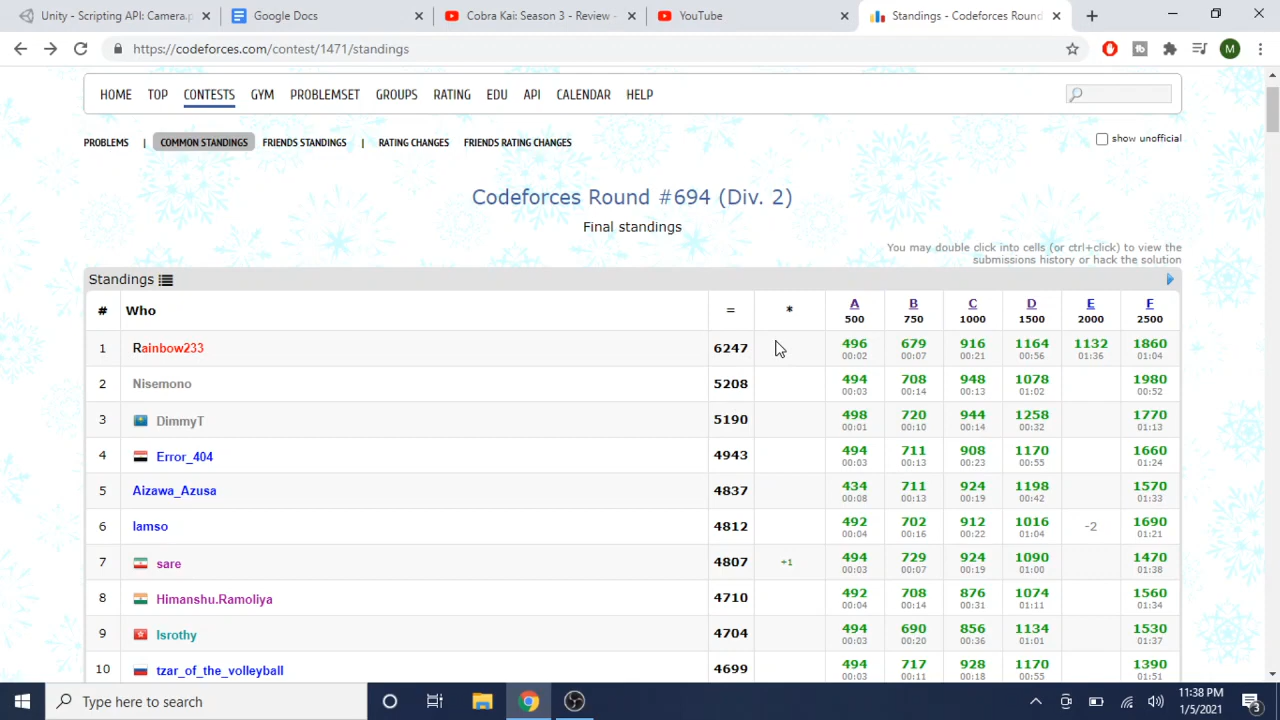 Unity - Scripting API: Camera.p
Google Docs
Cobra Kai: Season 3 - Review -
YouTube
Standings - Codeforces Round
https://codeforces.com/contest/1471/standings
M
HOME TOP CONTESTS GYM PROBLEMSET GROUPS RATING EDU API CALENDAR HELP
PROBLEMS | COMMON STANDINGS FRIENDS STANDINGS | RATING CHANGES FRIENDS RATING CHANGES
show unofficial
Codeforces Round #694 (Div. 2)
Final standings
You may double click into cells (or ctrl+click) to view the
submissions history or hack the solution
Standings
# Who = * A B C D E F
500 750 1000 1500 2000 2500
1 Rainbow233 6247 496 679 916 1164 1132 1860
00:02 00:07 00:21 00:56 01:36 01:04
2 Nisemono 5208 494 708 948 1078 1980
00:03 00:14 00:13 01:02 00:52
3 DimmyT 5190 498 720 944 1258 1770
00:01 00:10 00:14 00:32 01:13
4 Error_404 4943 494 711 908 1170 1660
00:03 00:13 00:23 00:55 01:24
5 Aizawa_Azusa 4837 434 711 924 1198 1570
00:08 00:13 00:19 00:42 01:33
6 lamso 4812 492 702 912 1016 -2 1690
00:04 00:16 00:22 01:04 01:21
7 sare 4807 +1 494 729 924 1090 1470
00:03 00:07 00:19 01:00 01:38
8 Himanshu.Ramoliya 4710 492 708 876 1074 1560
00:04 00:14 00:31 01:11 01:34
9 Isrothy 4704 494 690 856 1134 1530
00:03 00:20 00:36 01:01 01:37
10 tzar_of_the_volleyball 4699 494 717 928 1170 1390
00:03 00:11 00:18 00:55 01:51
Type here to search
11:38 PM
1/5/2021
3